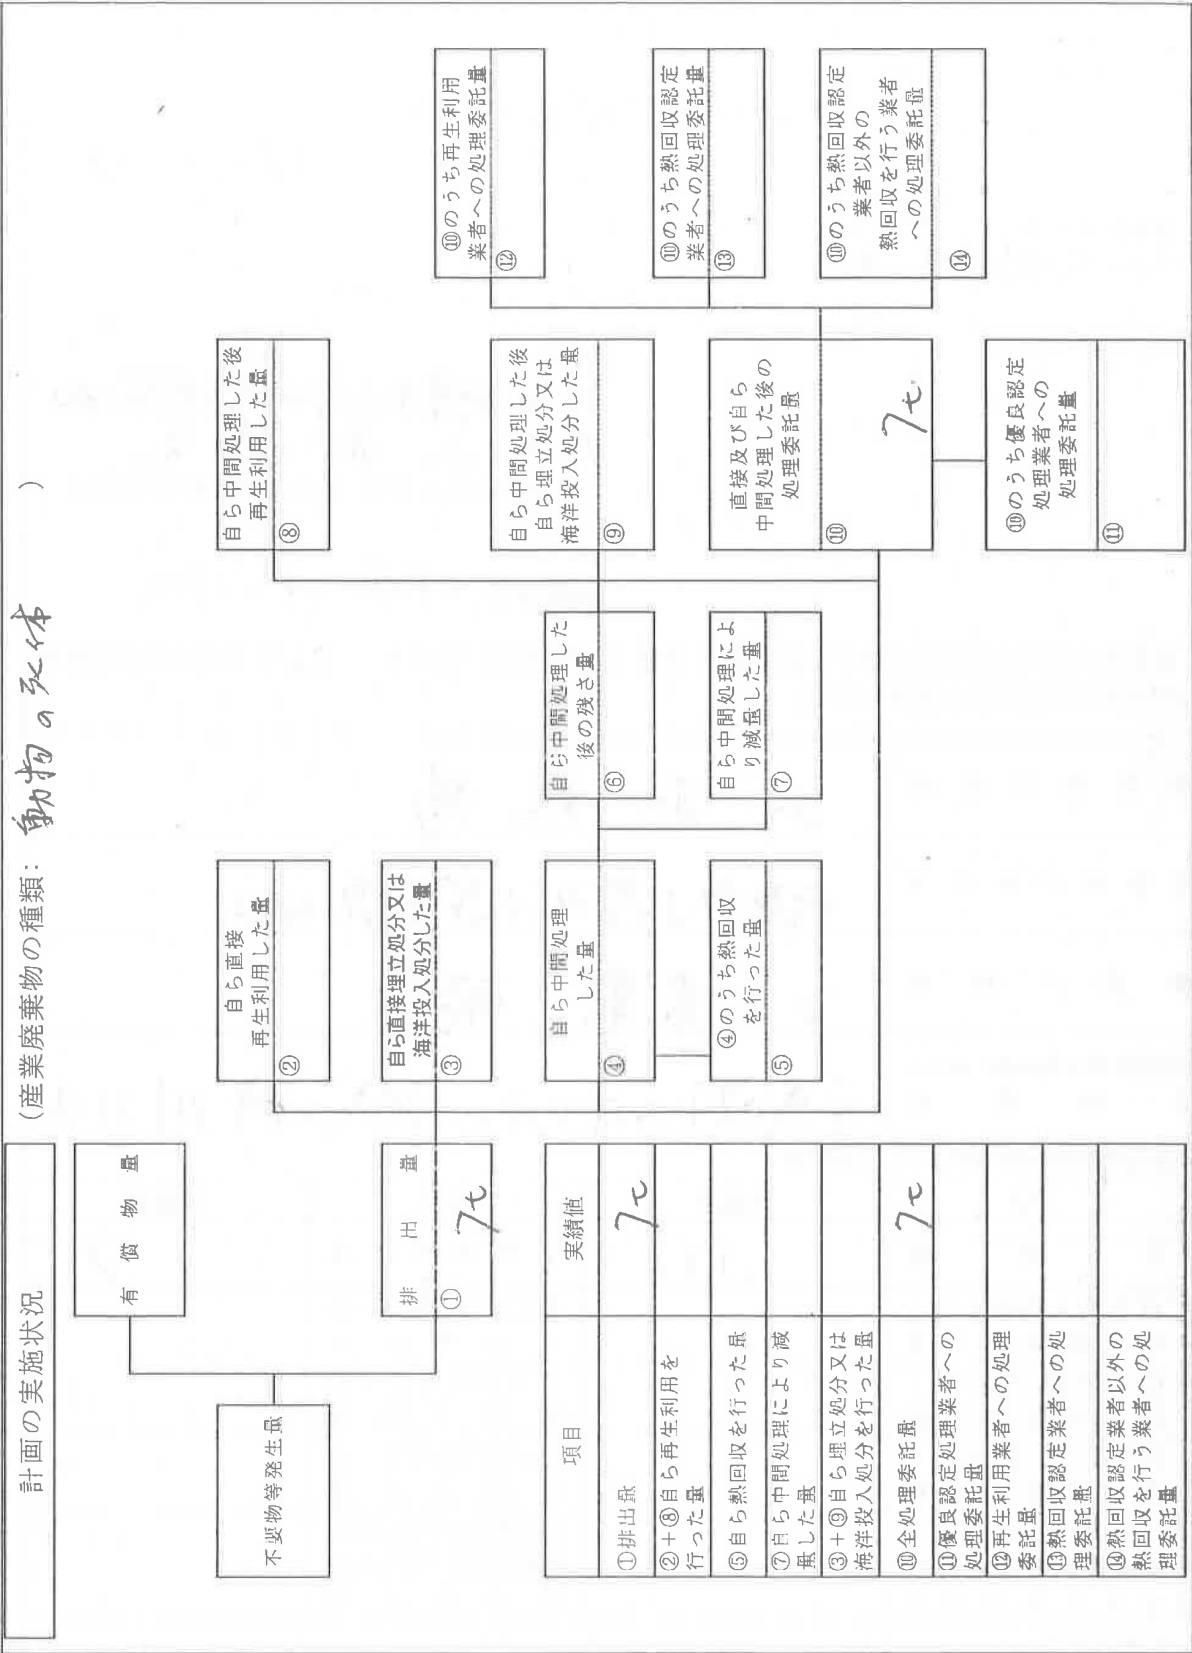 計画の実施状況
(産業廃棄物の種類: 動物の死体 )
不要物等発生量
有償物量
排出量
①
7t
自ら直接
再生利用した量
②
自ら直接埋立処分又は
海洋投入処分した量
③
自ら中間処理
した量
④
④のうち熱回収
を行った量
⑤
自ら中間処理した
後の残さ量
⑥
自ら中間処理によ
り減量した量
⑦
自ら中間処理した後
再生利用した量
⑧
自ら中間処理した後
自ら埋立処分又は
海洋投入処分した量
⑨
直接及び自ら
中間処理した後の
処理委託量
⑩
7t
⑩のうち優良認定
処理業者への
処理委託量
⑪
⑩のうち再生利用
業者への処理委託量
⑫
⑩のうち熱回収認定
業者への処理委託量
⑬
⑩のうち熱回収認定
業者以外の
熱回収を行う業者
への処理委託量
⑭
項目 実績値
①排出量 7t
②+⑧自ら再生利用を
行った量
⑤自ら熱回収を行った量
⑦自ら中間処理により減
量した量
③+⑨自ら埋立処分又は
海洋投入処分を行った量
⑩全処理委託量 7t
⑪優良認定処理業者への
処理委託量
⑫再生利用業者への処理
委託量
⑬熱回収認定業者への処
理委託量
⑭熱回収認定業者以外の
熱回収を行う業者への処
理委託量